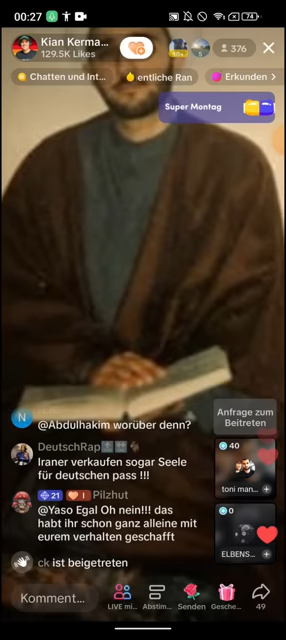 00:27
74
Kian Kerma...
129.5K Likes
376
Chatten und Int...
entliche Ran
Erkunden >
Super Montag
N
@Abdulhakim worüber denn?
Anfrage zum
Beitreten
DeutschRap
Iraner verkaufen sogar Seele
für deutschen pass !!!
40
toni man...
21
Pilzhut
@Yaso Egal Oh nein!!! das
habt ihr schon ganz alleine mit
eurem verhalten geschafft
0
ELBENS...
ck ist beigetreten
Komment...
LIVE mi...
Abstim...
Senden
Gesche...
49